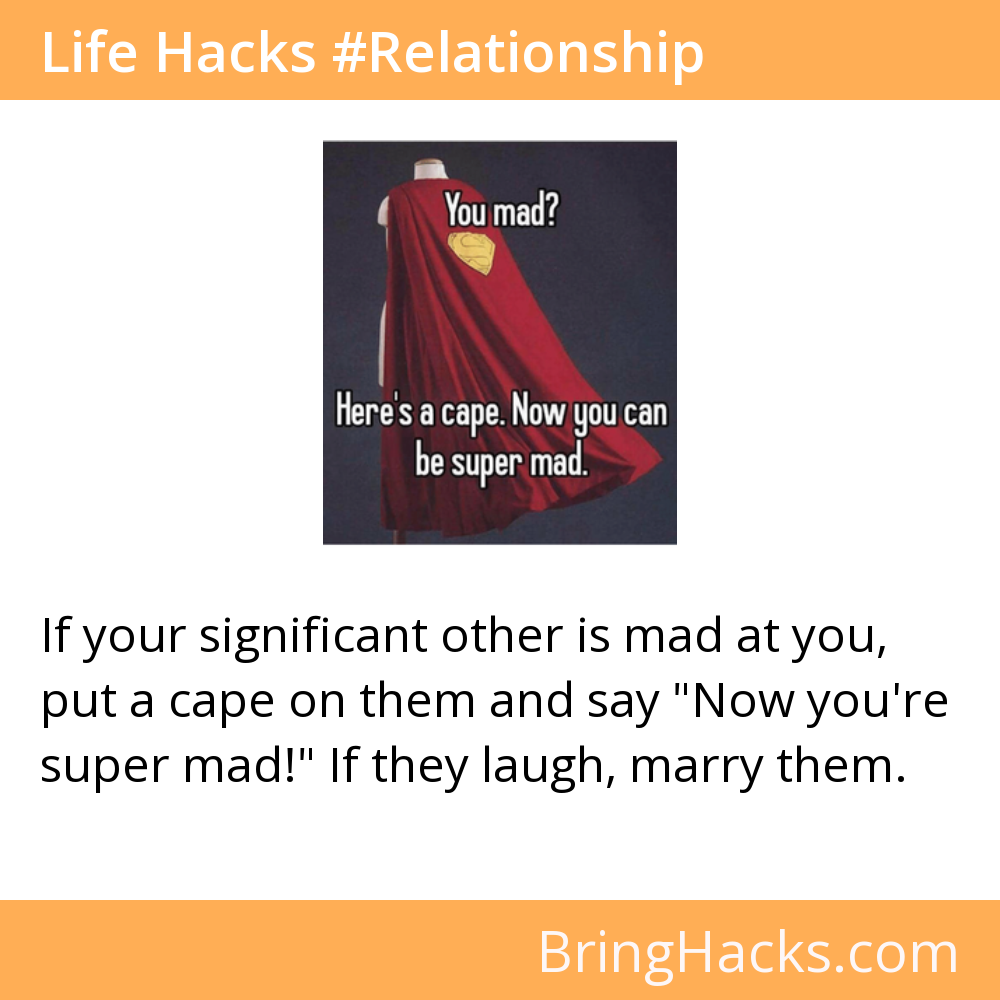 Life Hacks #Relationship
You mad?
S
Here's a cape. Now you can
be super mad.
If your significant other is mad at you,
put a cape on them and say "Now you're
super mad!" If they laugh, marry them.
BringHacks.com